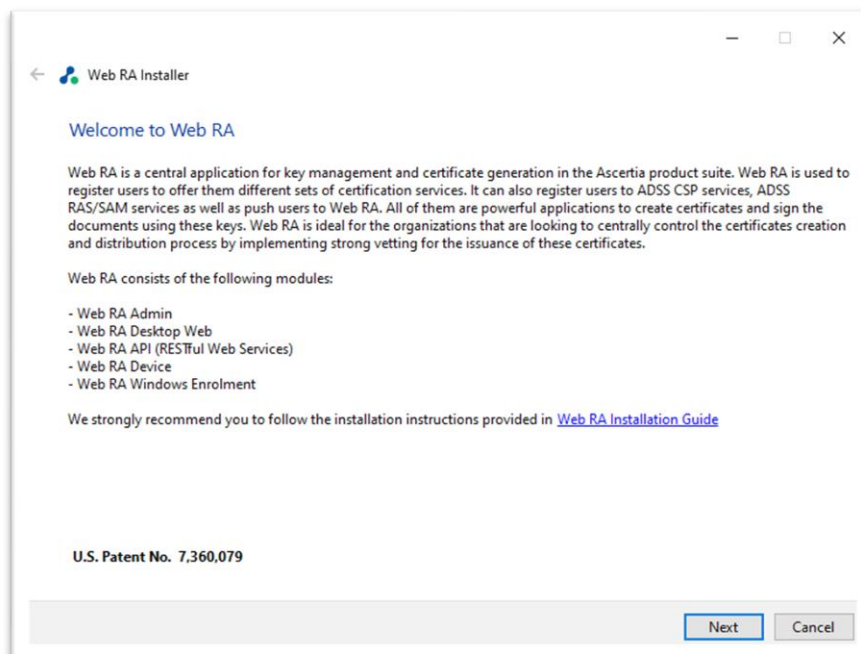 Web RA Installer
Welcome to Web RA
Web RA is a central application for key management and certificate generation in the Ascertia product suite. Web RA is used to
register users to offer them different sets of certification services. It can also register users to ADSS CSP services, ADSS
RAS/SAM services as well as push users to Web RA. All of them are powerful applications to create certificates and sign the
documents using these keys. Web RA is ideal for the organizations that are looking to centrally control the certificates creation
and distribution process by implementing strong vetting for the issuance of these certificates.
Web RA consists of the following modules:
- Web RA Admin
- Web RA Desktop Web
- Web RA API (RESTful Web Services)
- Web RA Device
- Web RA Windows Enrolment
We strongly recommend you to follow the installation instructions provided in Web RA Installation Guide
U.S. Patent No. 7,360,079
Next Cancel